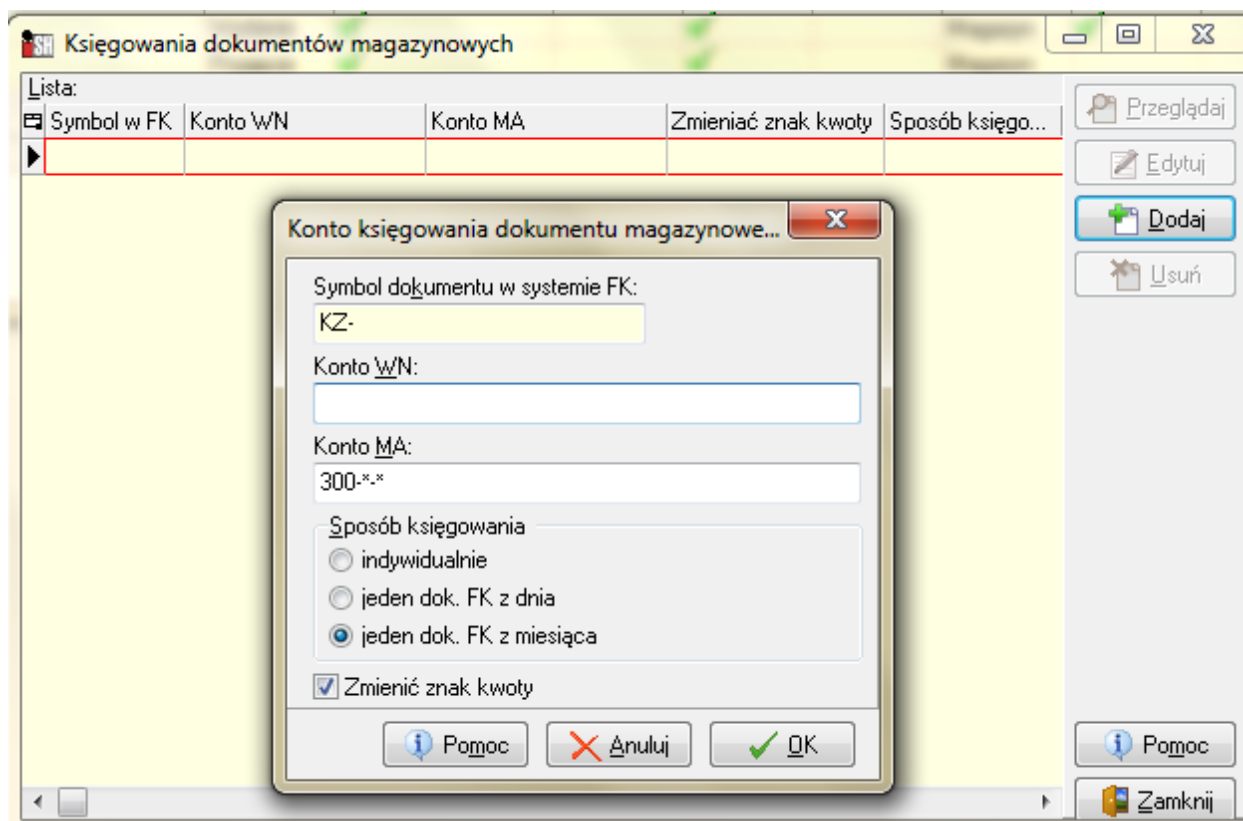 SH Księgowania dokumentów magazynowych
Lista:
Symbol w FK Konto WN Konto MA Zmieniać znak kwoty Sposób księgo...
Przeglądaj
Edytuj
Dodaj
Usuń
Konto księgowania dokumentu magazynowe...
Symbol dokumentu w systemie FK:
KZ-
Konto WN:
Konto MA:
300-*-*
Sposób księgowania
indywidualnie
jeden dok. FK z dnia
jeden dok. FK z miesiąca
Zmienić znak kwoty
Pomoc Anuluj OK
Pomoc
Zamknij